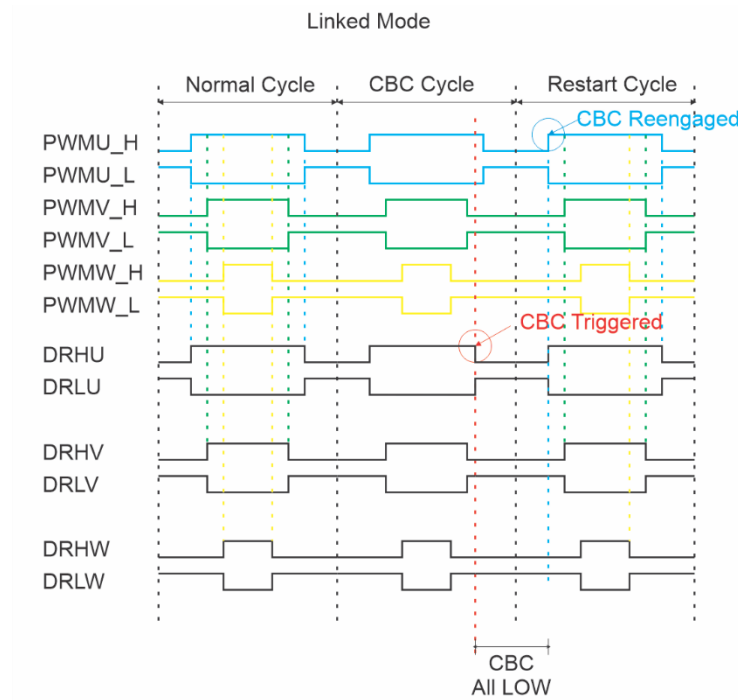 Linked Mode
Normal Cycle
CBC Cycle
Restart Cycle
CBC Reengaged
PWMU_H
PWMU_L
PWMV_H
PWMV_L
PWMW_H
PWMW_L
CBC Triggered
DRHU
DRLU
DRHV
DRLV
DRHW
DRLW
CBC
All LOW